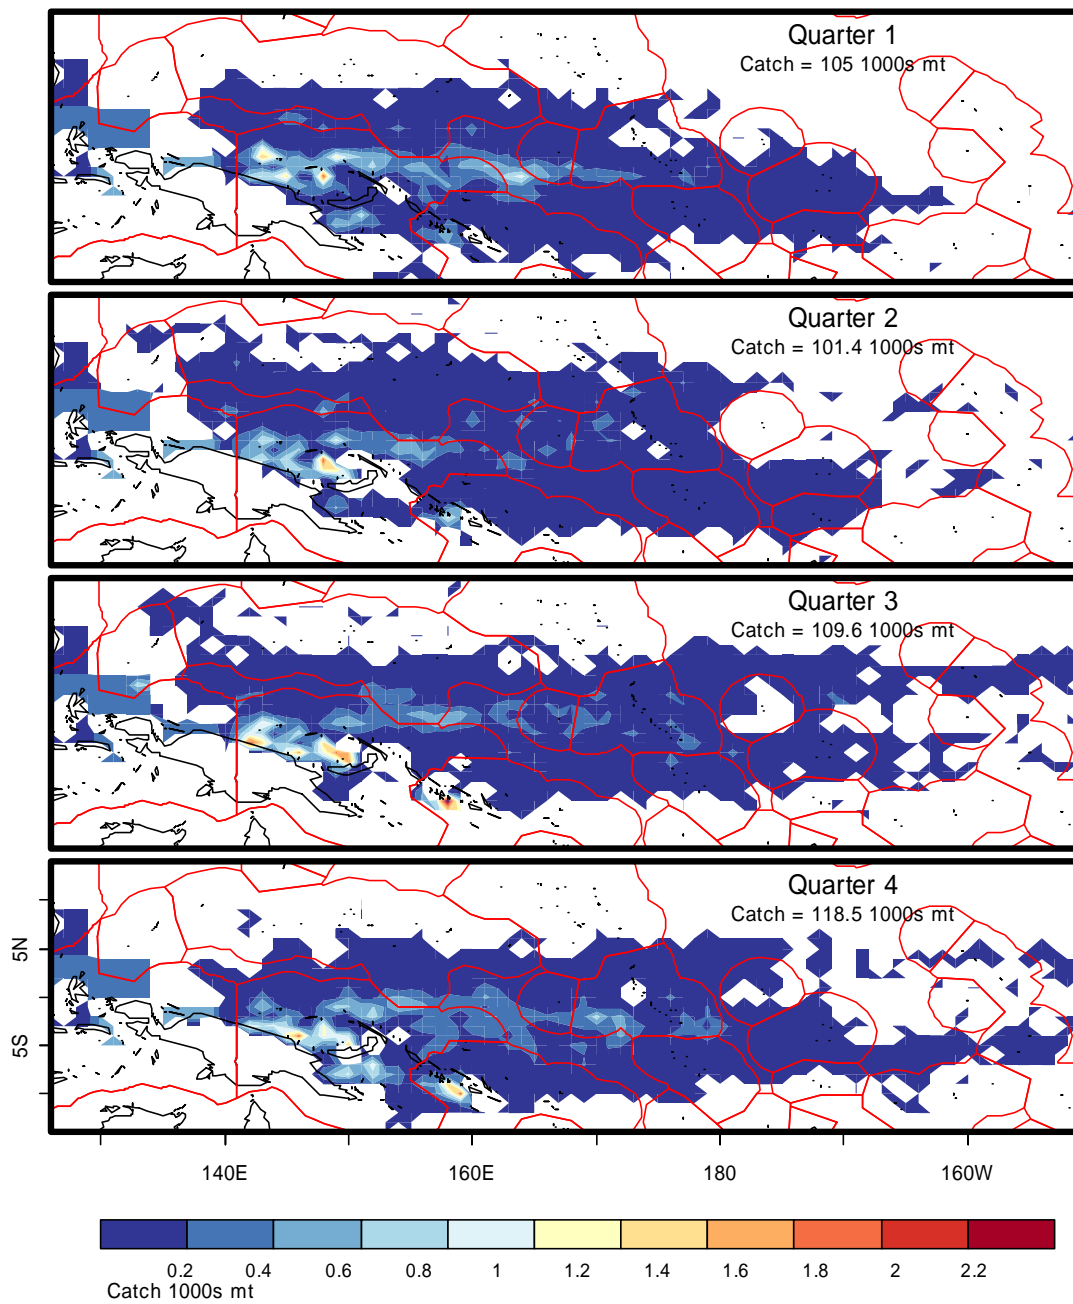 Quarter 1
Catch = 105 1000s mt
Quarter 2
Catch = 101.4 1000s mt
Quarter 3
Catch = 109.6 1000s mt
Quarter 4
Catch = 118.5 1000s mt
5N
5S
140E 160E 180 160W
0.2 0.4 0.6 0.8 1 1.2 1.4 1.6 1.8 2 2.2
Catch 1000s mt